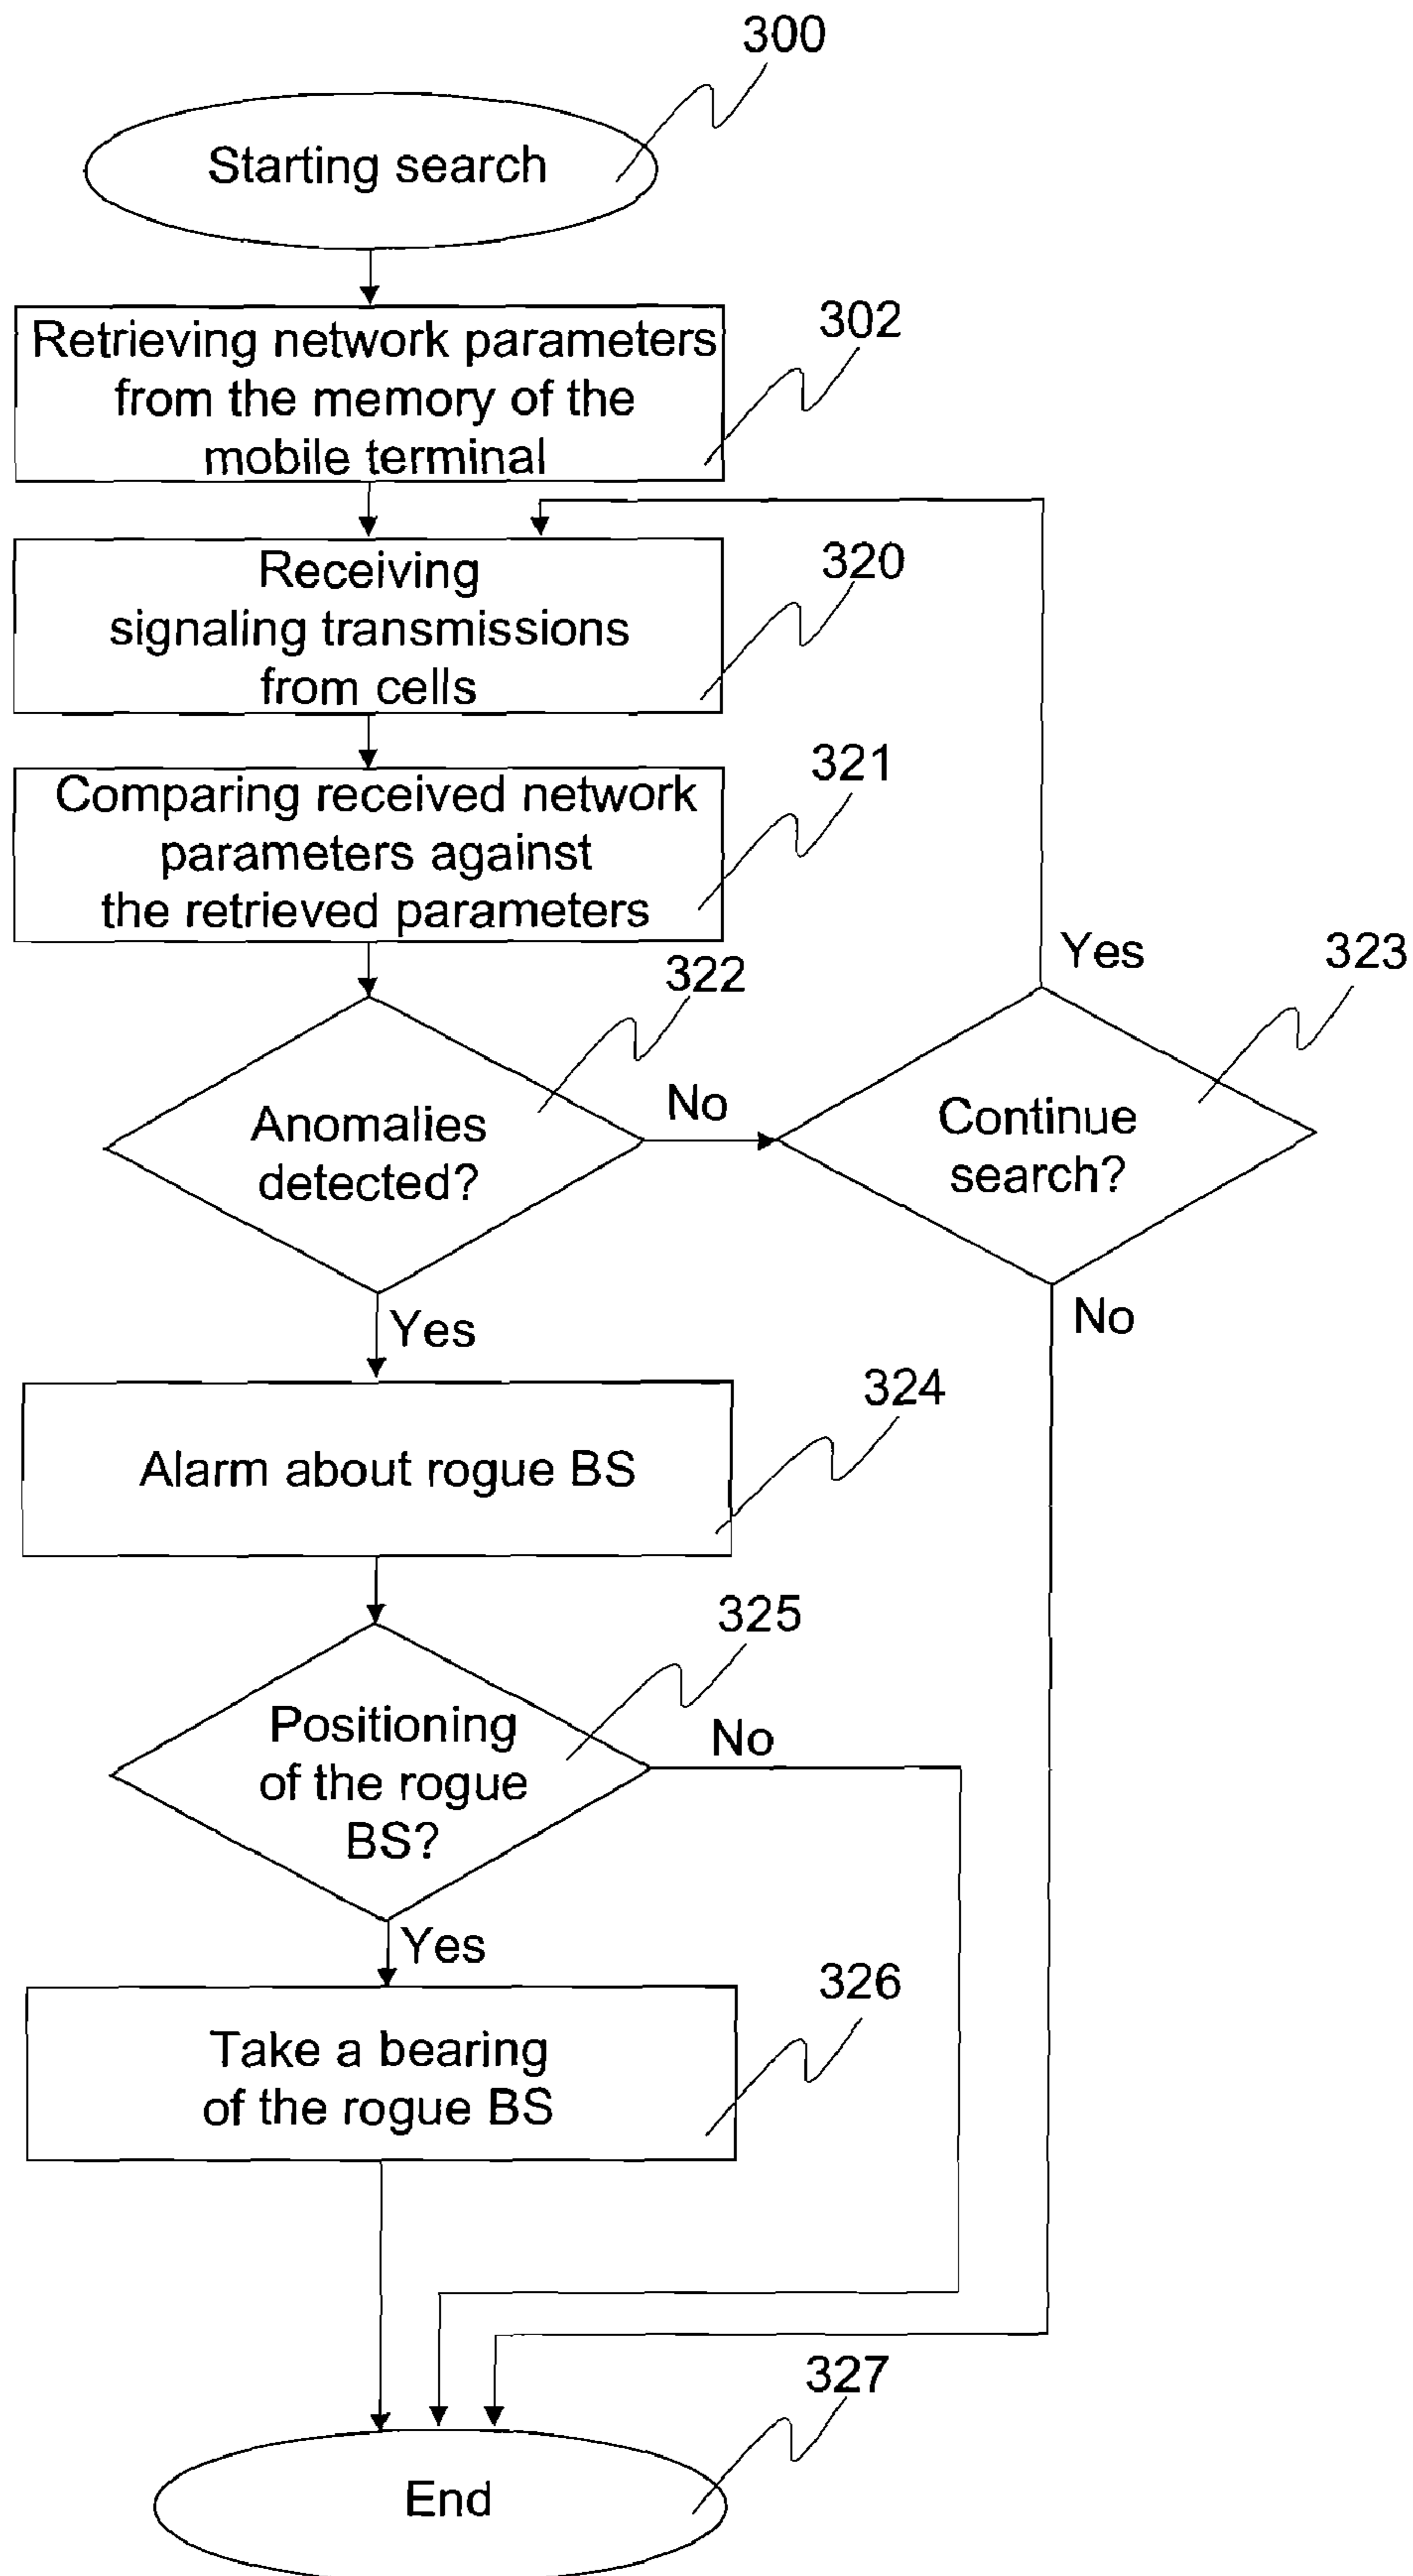 300
Starting search
302
Retrieving network parameters
from the memory of the
mobile terminal
320
Receiving
signaling transmissions
from cells
321
Comparing received network
parameters against
the retrieved parameters
322
Yes
323
Anomalies
detected?
No
Continue
search?
Yes
No
324
Alarm about rogue BS
325
Positioning
of the rogue
BS?
No
Yes
326
Take a bearing
of the rogue BS
327
End